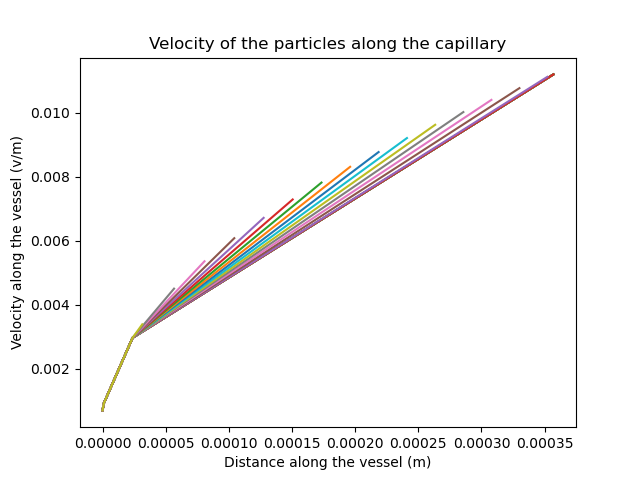 Velocity of the particles along the capillary
Velocity along the vessel (v/m)
0.010
0.008
0.006
0.004
0.002
0.00000 0.00005 0.00010 0.00015 0.00020 0.00025 0.00030 0.00035
Distance along the vessel (m)